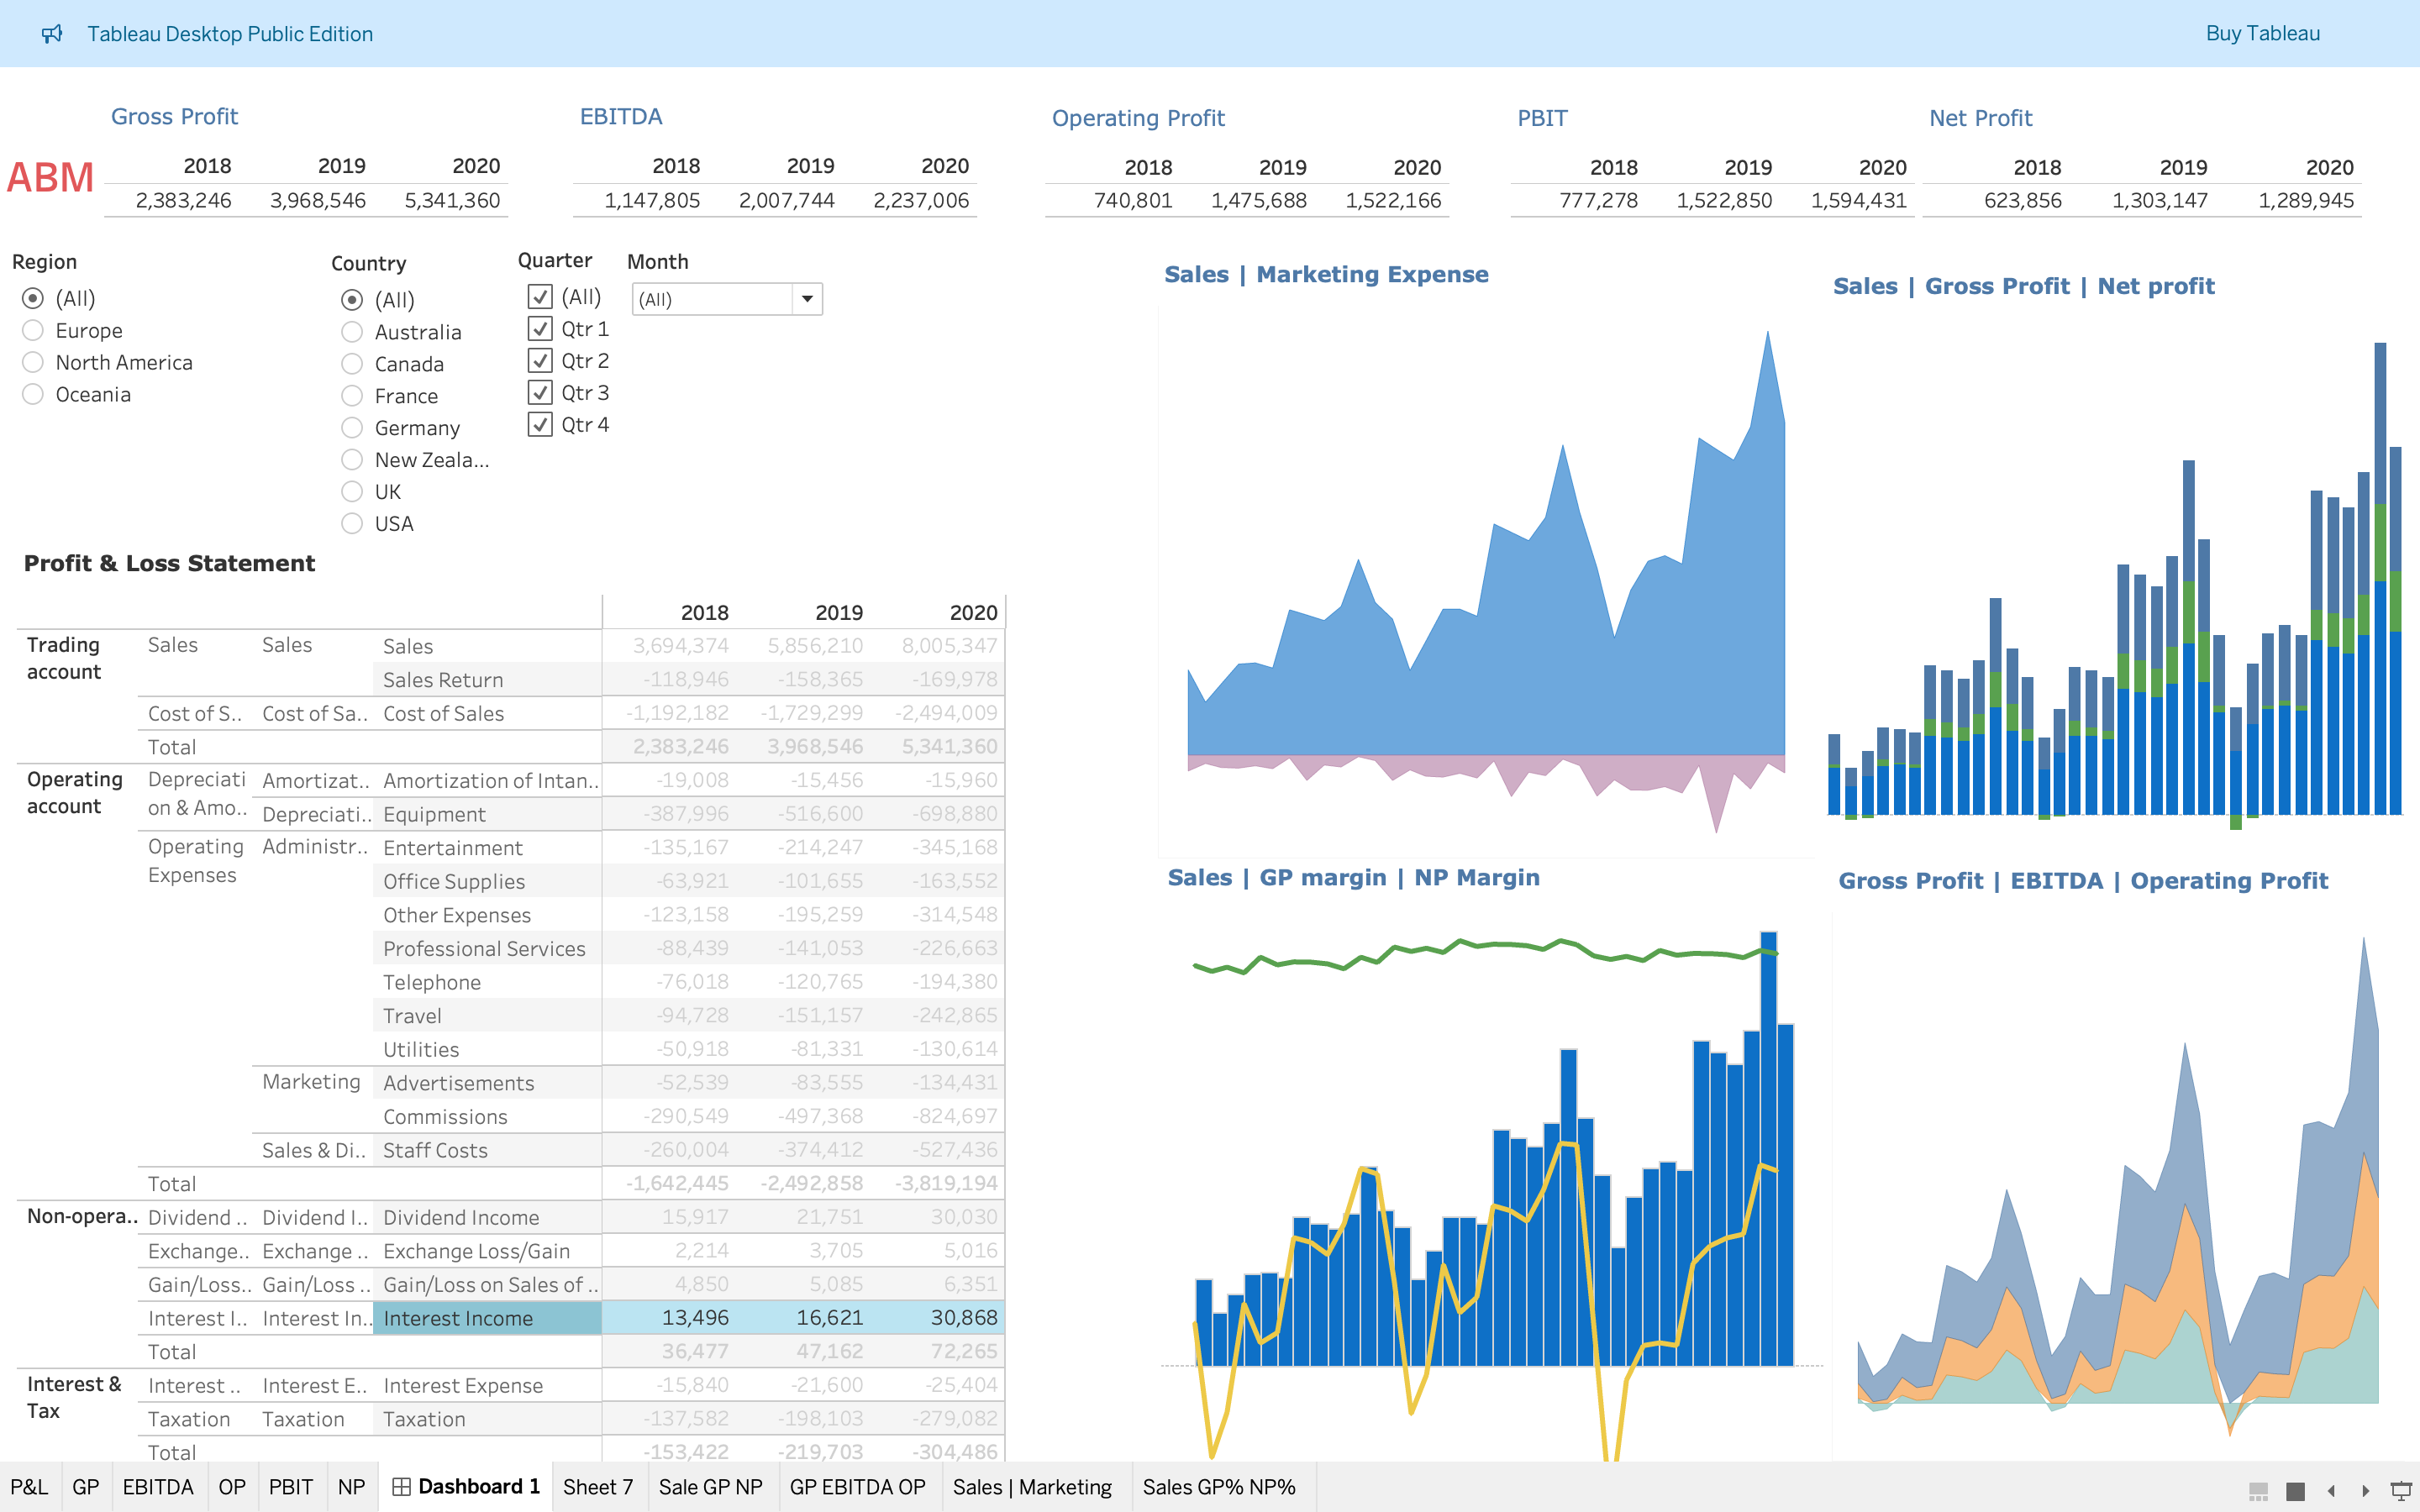 Tableau Desktop Public Edition
Buy Tableau
ABM
Gross Profit
2018 2019 2020
2,383,246 3,968,546 5,341,360
EBITDA
2018 2019 2020
1,147,805 2,007,744 2,237,006
Operating Profit
2018 2019 2020
740,801 1,475,688 1,522,166
PBIT
2018 2019 2020
777,278 1,522,850 1,594,431
Net Profit
2018 2019 2020
623,856 1,303,147 1,289,945
Region
(All)
Europe
North America
Oceania
Country
(All)
Australia
Canada
France
Germany
New Zeala...
UK
USA
Quarter
(All)
Qtr 1
Qtr 2
Qtr 3
Qtr 4
Month
(All)
Profit & Loss Statement
2018 2019 2020
Trading account Sales Sales Sales 3,694,374 5,856,210 8,005,347
Sales Return -118,946 -158,365 -169,978
Cost of S.. Cost of Sa.. Cost of Sales -1,192,182 -1,729,299 -2,494,009
Total 2,383,246 3,968,546 5,341,360
Operating account Depreciati on & Amo.. Amortizat.. Amortization of Intan.. -19,008 -15,456 -15,960
Depreciati.. Equipment -387,996 -516,600 -698,880
Operating Expenses Administr.. Entertainment -135,167 -214,247 -345,168
Office Supplies -63,921 -101,655 -163,552
Other Expenses -123,158 -195,259 -314,548
Professional Services -88,439 -141,053 -226,663
Telephone -76,018 -120,765 -194,380
Travel -94,728 -151,157 -242,865
Utilities -50,918 -81,331 -130,614
Marketing Advertisements -52,539 -83,555 -134,431
Commissions -290,549 -497,368 -824,697
Sales & Di.. Staff Costs -260,004 -374,412 -527,436
Total -1,642,445 -2,492,858 -3,819,194
Non-opera.. Dividend .. Dividend I.. Dividend Income 15,917 21,751 30,030
Exchange.. Exchange .. Exchange Loss/Gain 2,214 3,705 5,016
Gain/Loss.. Gain/Loss .. Gain/Loss on Sales of .. 4,850 5,085 6,351
Interest I.. Interest In.. Interest Income 13,496 16,621 30,868
Total 36,477 47,162 72,265
Interest & Tax Interest .. Interest E.. Interest Expense -15,840 -21,600 -25,404
Taxation Taxation Taxation -137,582 -198,103 -279,082
Total -153,422 -219,703 -304,486
Sales | Marketing Expense
Sales | Gross Profit | Net profit
Sales | GP margin | NP Margin
Gross Profit | EBITDA | Operating Profit
P&L GP EBITDA OP PBIT NP Dashboard 1 Sheet 7 Sale GP NP GP EBITDA OP Sales | Marketing Sales GP% NP%